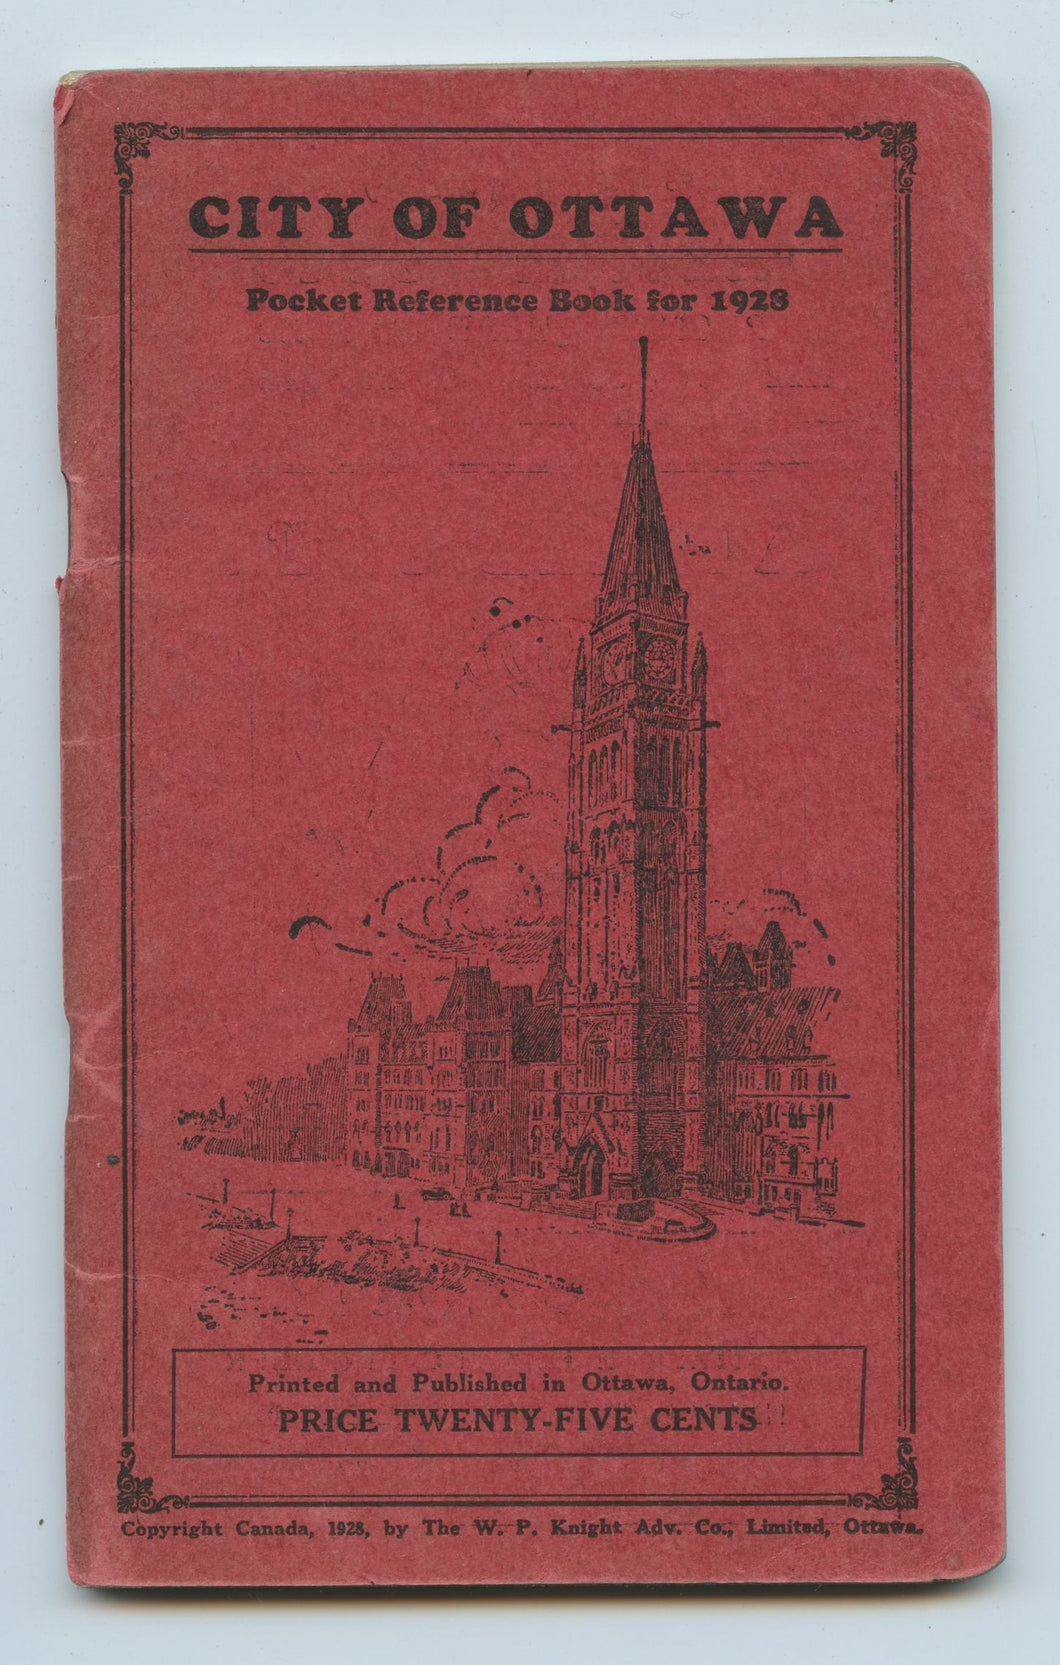 CITY OF OTTAWA
Pocket Reference Book for 1928
Printed and Published in Ottawa, Ontario.
PRICE TWENTY-FIVE CENTS
Copyright Canada, 1928, by The W. P. Knight Adv. Co., Limited, Ottawa.